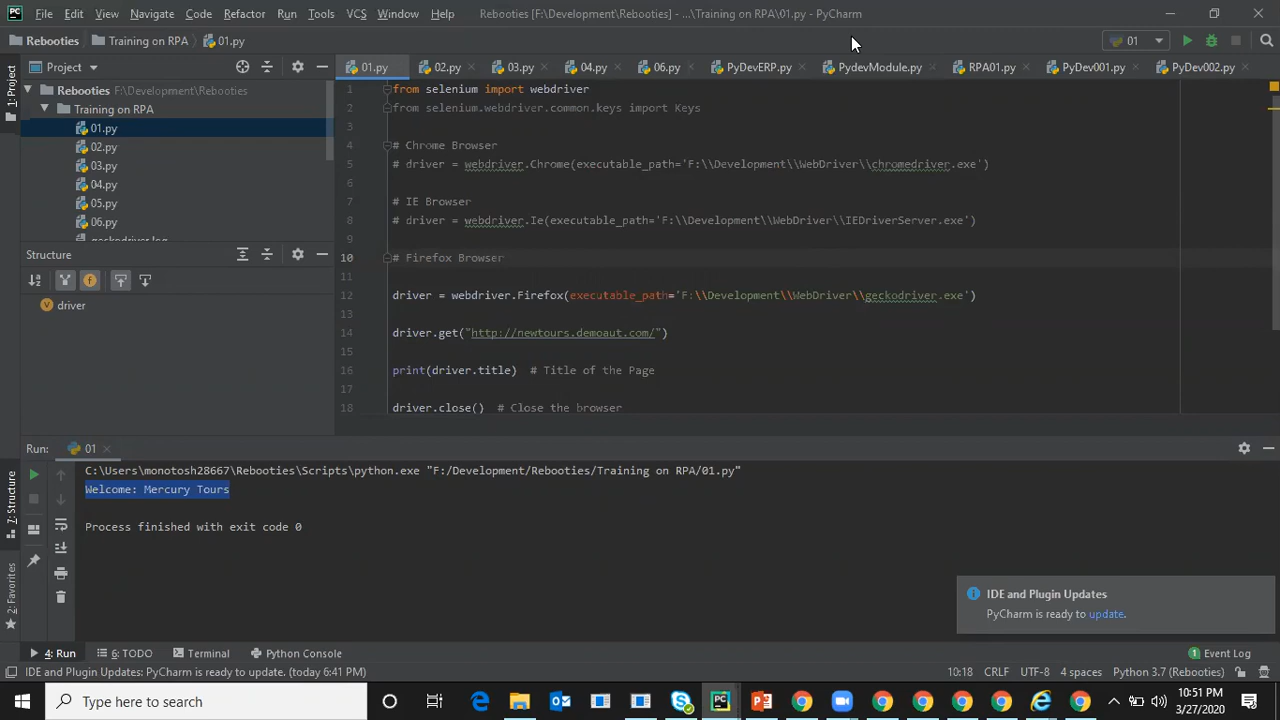 File Edit View Navigate Code Refactor Run Tools VCS Window Help Rebooties [F:\Development\Rebooties] - ...\Training on RPA\01.py - PyCharm
Rebooties Training on RPA 01.py 01
Project 01.py 02.py 03.py 04.py 06.py PyDevERP.py PydevModule.py RPA01.py PyDev001.py PyDev002.py
1: Project
Rebooties F:\Development\Rebooties
Training on RPA
01.py
02.py
03.py
04.py
05.py
06.py
geckodriver.log
Structure
driver
1 from selenium import webdriver
2 from selenium.webdriver.common.keys import Keys
3
4 # Chrome Browser
5 # driver = webdriver.Chrome(executable_path='F:\\Development\\WebDriver\\chromedriver.exe')
6
7 # IE Browser
8 # driver = webdriver.Ie(executable_path='F:\\Development\\WebDriver\\IEDriverServer.exe')
9
10 # Firefox Browser
11
12 driver = webdriver.Firefox(executable_path='F:\\Development\\WebDriver\\geckodriver.exe')
13
14 driver.get("http://newtours.demoaut.com/")
15
16 print(driver.title) # Title of the Page
17
18 driver.close() # Close the browser
Run: 01
C:\Users\monotosh28667\Rebooties\Scripts\python.exe "F:/Development/Rebooties/Training on RPA/01.py"
Welcome: Mercury Tours
Process finished with exit code 0
7: Structure
2: Favorites
IDE and Plugin Updates
PyCharm is ready to update.
4: Run 6: TODO Terminal Python Console 1 Event Log
IDE and Plugin Updates: PyCharm is ready to update. (today 6:41 PM) 10:18 CRLF UTF-8 4 spaces Python 3.7 (Rebooties)
Type here to search
10:51 PM
3/27/2020